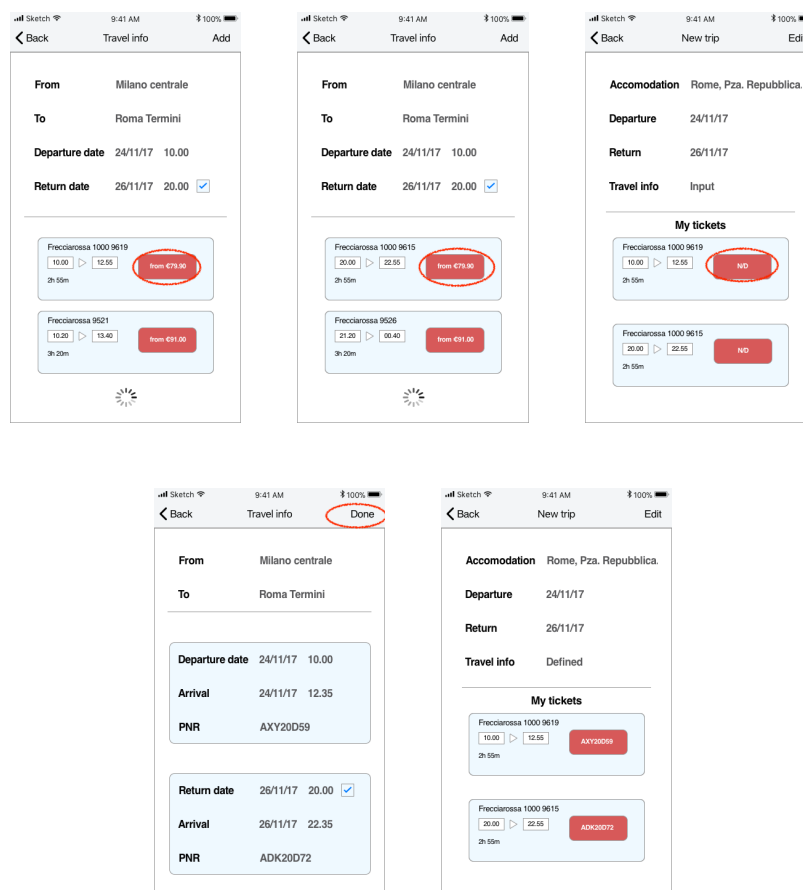 Sketch 9:41 AM 100%
Back Travel info Add
From Milano centrale
To Roma Termini
Departure date 24/11/17 10.00
Return date 26/11/17 20.00
Frecciarossa 1000 9619
10.00 12.55 from €79.90
2h 55m
Frecciarossa 9521
10.20 13.40 from €91.00
3h 20m
Sketch 9:41 AM 100%
Back Travel info Add
From Milano centrale
To Roma Termini
Departure date 24/11/17 10.00
Return date 26/11/17 20.00
Frecciarossa 1000 9615
20.00 22.55 from €79.90
2h 55m
Frecciarossa 9526
21.20 00.40 from €91.00
3h 20m
Sketch 9:41 AM 100%
Back New trip Edit
Accomodation Rome, Pza. Repubblica.
Departure 24/11/17
Return 26/11/17
Travel info Input
My tickets
Frecciarossa 1000 9619
10.00 12.55 N/D
2h 55m
Frecciarossa 1000 9615
20.00 22.55 N/D
2h 55m
Sketch 9:41 AM 100%
Back Travel info Done
From Milano centrale
To Roma Termini
Departure date 24/11/17 10.00
Arrival 24/11/17 12.35
PNR AXY20D59
Return date 26/11/17 20.00
Arrival 26/11/17 22.35
PNR ADK20D72
Sketch 9:41 AM 100%
Back New trip Edit
Accomodation Rome, Pza. Repubblica.
Departure 24/11/17
Return 26/11/17
Travel info Defined
My tickets
Frecciarossa 1000 9619
10.00 12.55 AXY20D59
2h 55m
Frecciarossa 1000 9615
20.00 22.55 ADK20D72
2h 55m